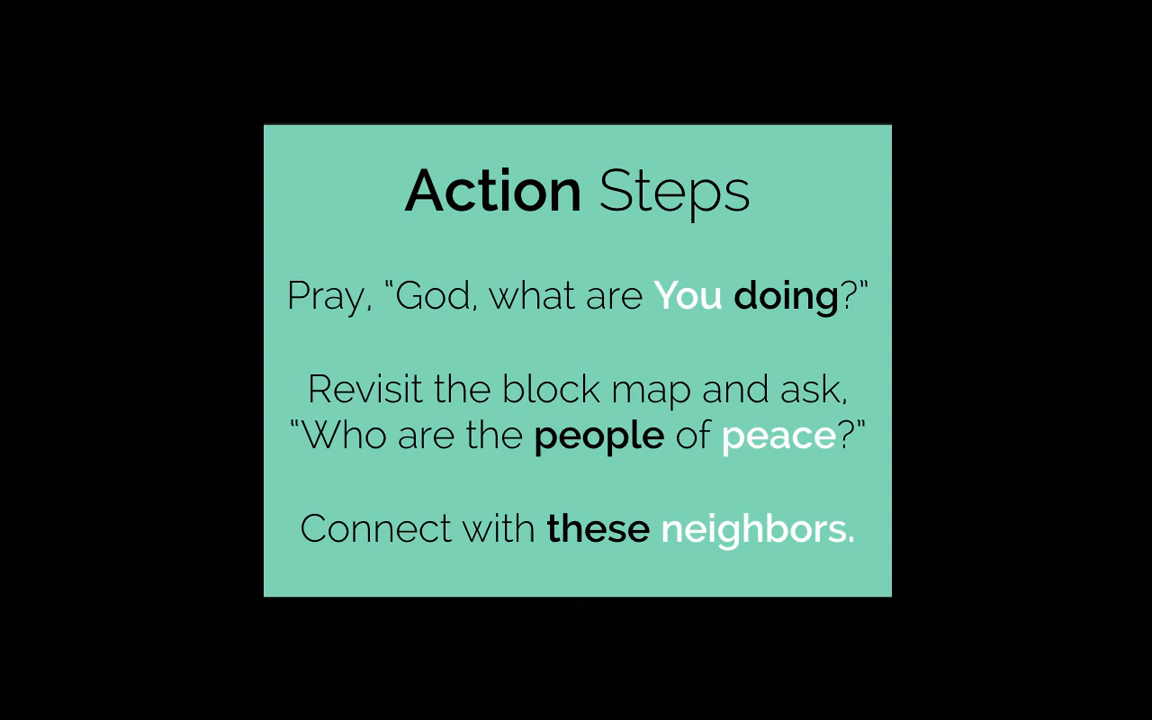 Action Steps
Pray, “God, what are You doing?”
Revisit the block map and ask,
“Who are the people of peace?”
Connect with these neighbors.